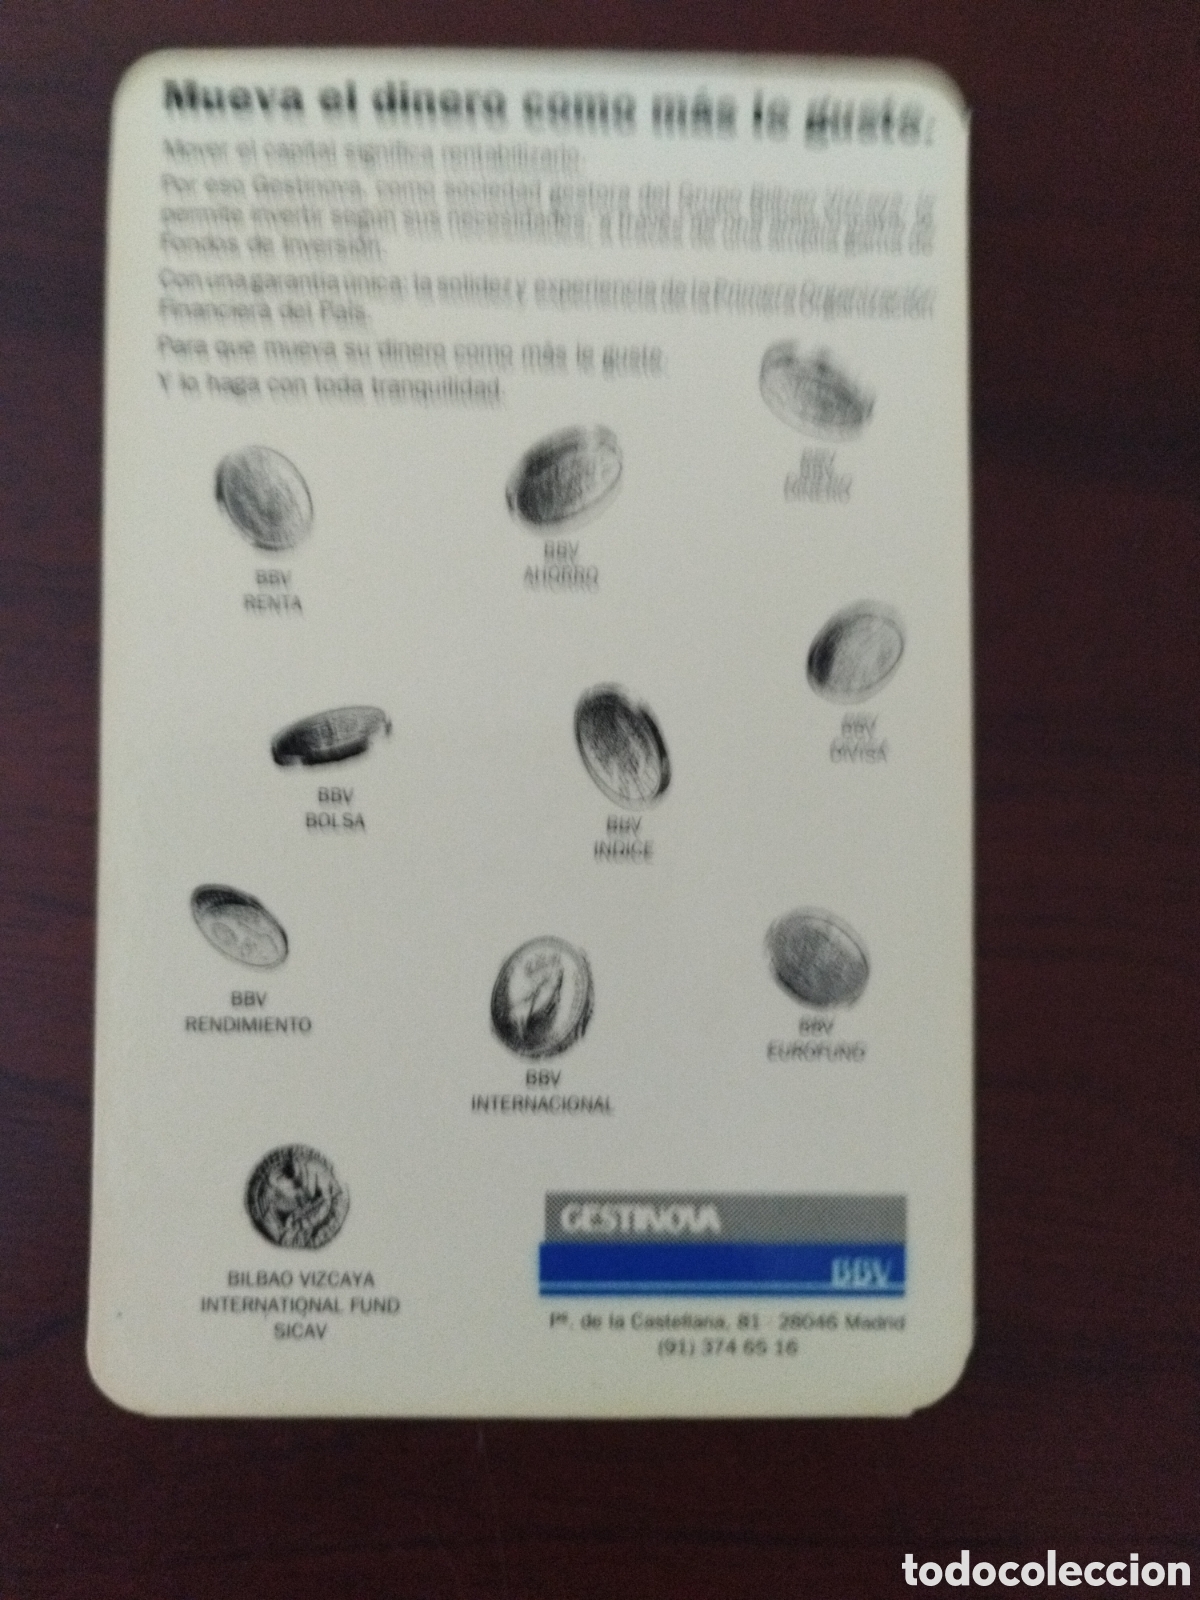 Mueva el dinero como más le guste.
Mover el capital significa rentabilizarlo.
Por eso Gestinova, como sociedad gestora del Grupo Bilbao Vizcaya, le
permite invertir según sus necesidades, a través de una amplia gama de
Fondos de Inversión.
Con una garantía única: la solidez y experiencia de la Primera Organización
Financiera del País.
Para que mueva su dinero como más le guste.
Y lo haga con toda tranquilidad.
BBV
DINERO
BBV
AHORRO
BBV
RENTA
BBV
DIVISA
BBV
BOLSA
BBV
INDICE
BBV
RENDIMIENTO
BBV
EUROFUND
BBV
INTERNACIONAL
BILBAO VIZCAYA
INTERNATIONAL FUND
SICAV
GESTINOVA
BBV
Pº. de la Castellana, 81 - 28046 Madrid
(91) 374 65 16
todocoleccion